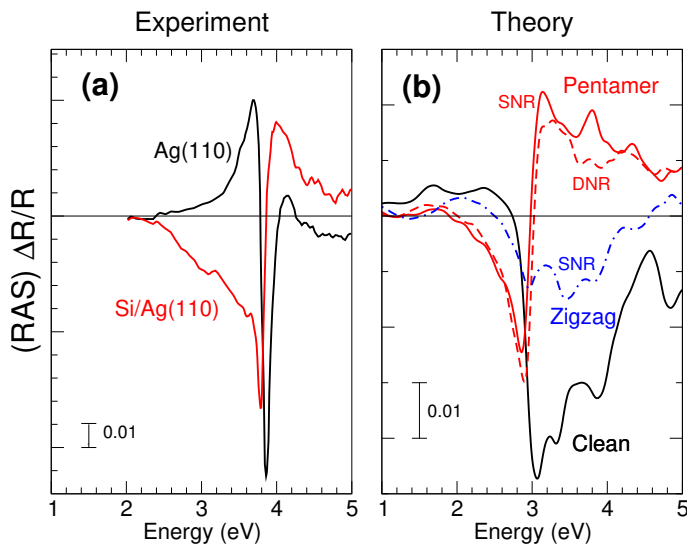 Experiment
Theory
(RAS) ΔR/R
(a)
Ag(110)
Si/Ag(110)
0.01
1 2 3 4 5
Energy (eV)
(b)
SNR
Pentamer
DNR
SNR
Zigzag
0.01
Clean
1 2 3 4 5
Energy (eV)